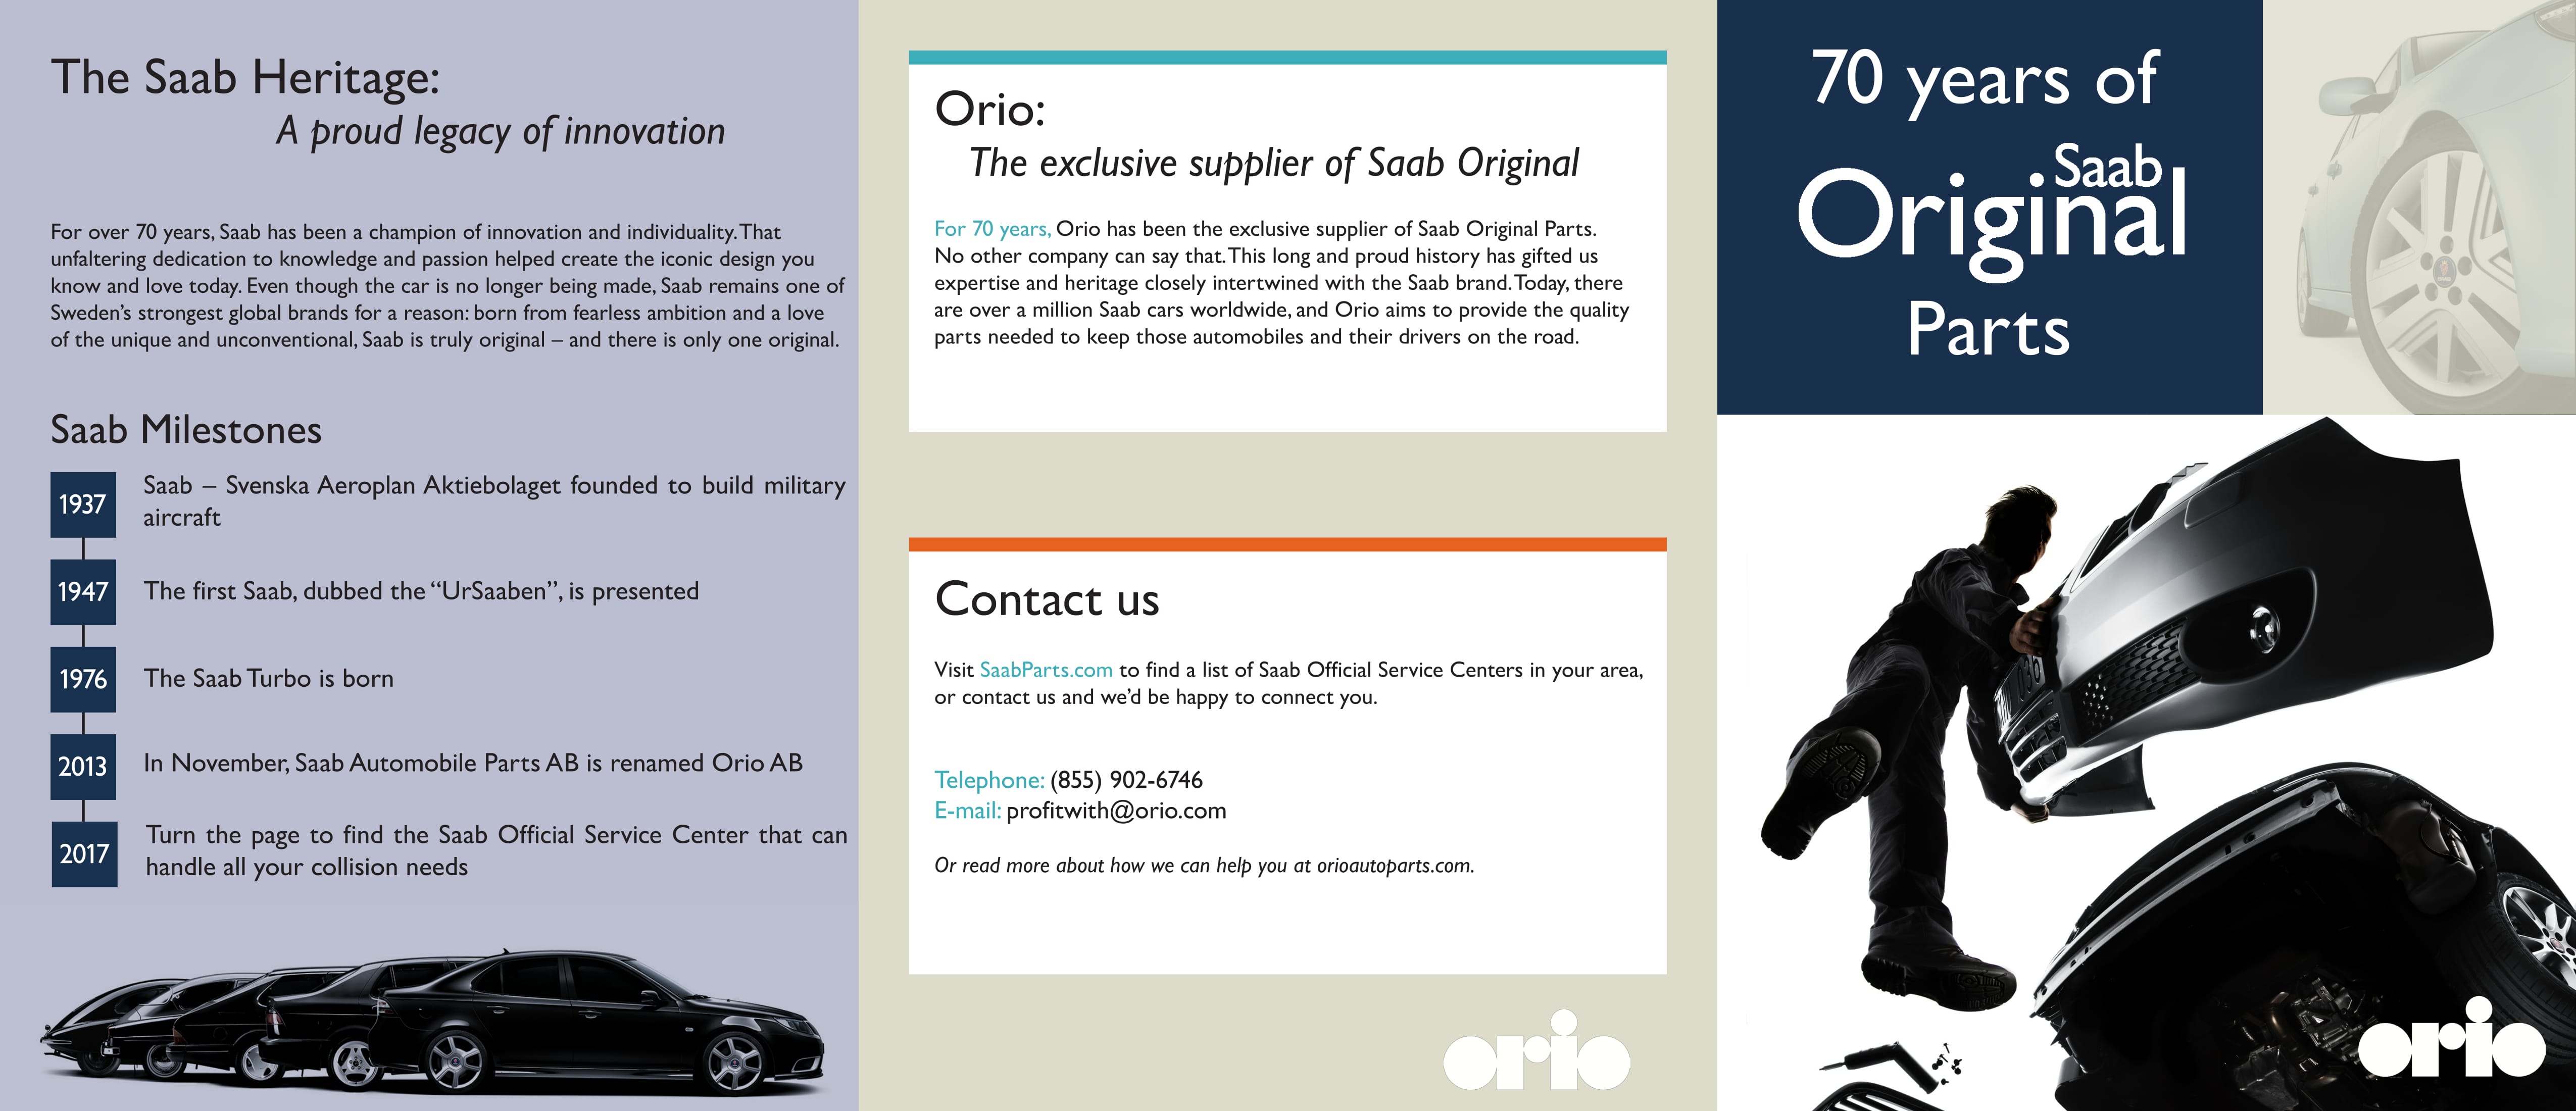 The Saab Heritage:
A proud legacy of innovation
For over 70 years, Saab has been a champion of innovation and individuality. That
unfaltering dedication to knowledge and passion helped create the iconic design you
know and love today. Even though the car is no longer being made, Saab remains one of
Sweden's strongest global brands for a reason: born from fearless ambition and a love
of the unique and unconventional, Saab is truly original – and there is only one original.
Saab Milestones
1937
Saab – Svenska Aeroplan Aktiebolaget founded to build military
aircraft
1947
The first Saab, dubbed the “UrSaaben”, is presented
1976
The Saab Turbo is born
2013
In November, Saab Automobile Parts AB is renamed Orio AB
2017
Turn the page to find the Saab Official Service Center that can
handle all your collision needs
Orio:
The exclusive supplier of Saab Original
For 70 years, Orio has been the exclusive supplier of Saab Original Parts.
No other company can say that. This long and proud history has gifted us
expertise and heritage closely intertwined with the Saab brand. Today, there
are over a million Saab cars worldwide, and Orio aims to provide the quality
parts needed to keep those automobiles and their drivers on the road.
Contact us
Visit SaabParts.com to find a list of Saab Official Service Centers in your area,
or contact us and we'd be happy to connect you.
Telephone: (855) 902-6746
E-mail: profitwith@orio.com
Or read more about how we can help you at orioautoparts.com.
orio
70 years of
Saab
Original
Parts
orio